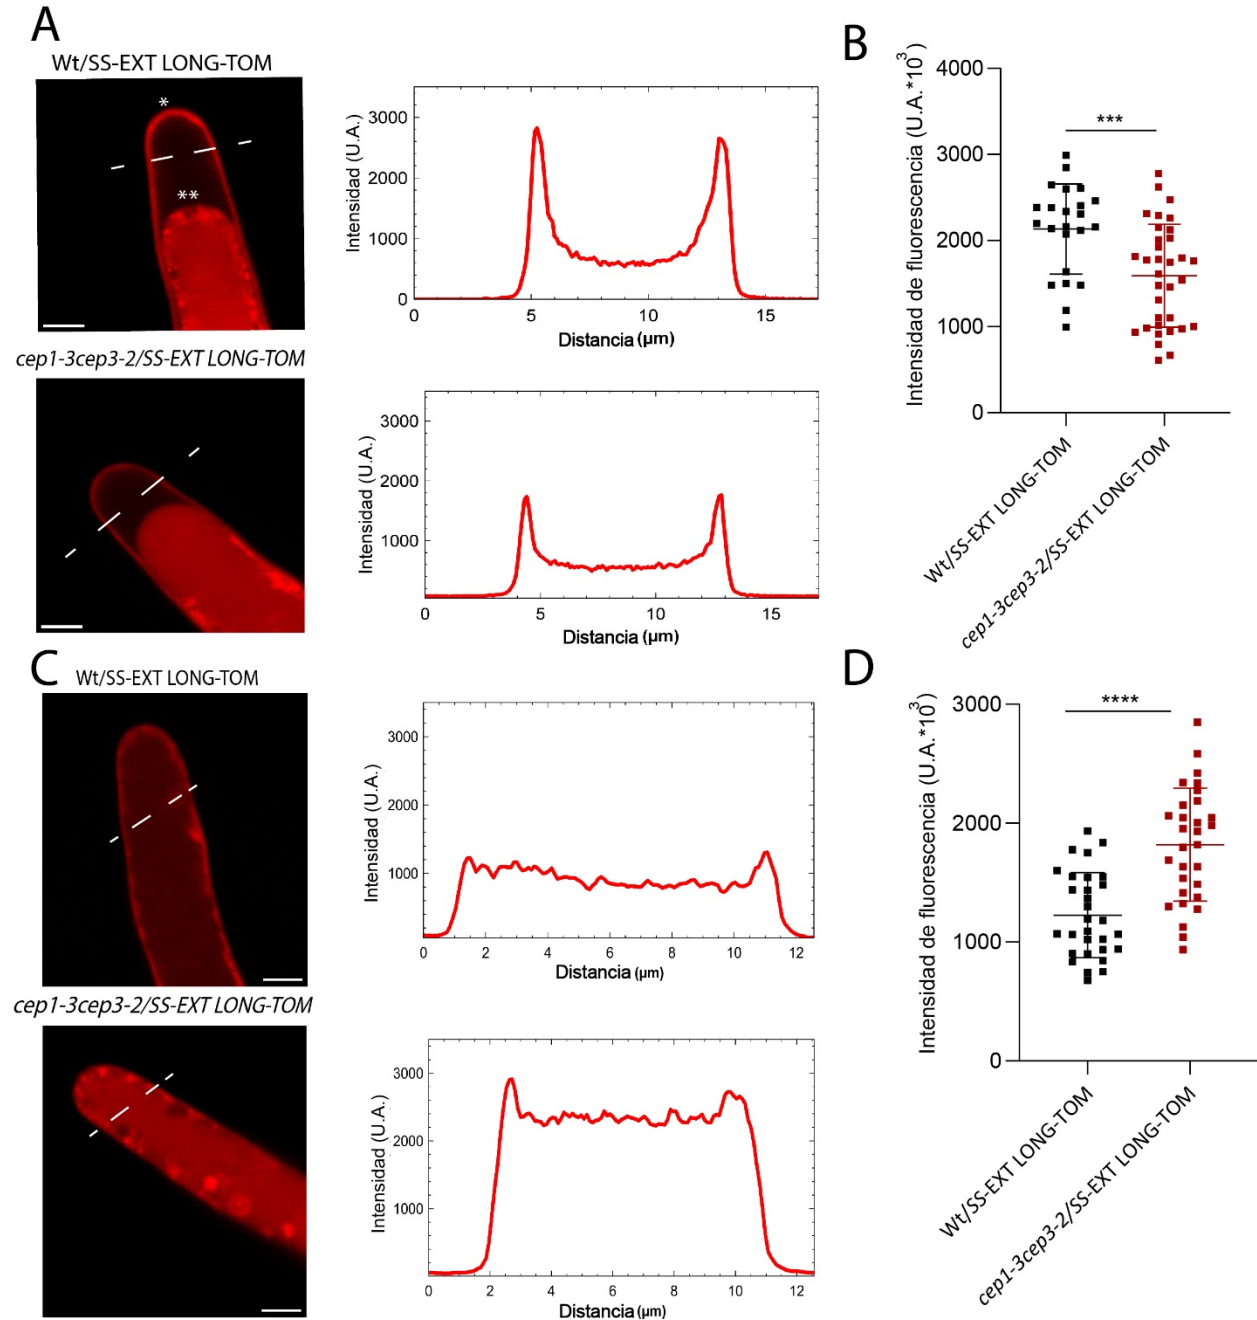 A
Wt/SS-EXT LONG-TOM
*
**
Intensidad (U.A.)
3000
2000
1000
0
0 5 10 15
Distancia (µm)
cep1-3cep3-2/SS-EXT LONG-TOM
Intensidad (U.A.)
3000
2000
1000
0 5 10 15
Distancia (µm)
B
Intensidad de fluorescencia (U.A.*10³)
4000
3000
2000
1000
0
***
Wt/SS-EXT LONG-TOM
cep1-3cep3-2/SS-EXT LONG-TOM
C
Wt/SS-EXT LONG-TOM
Intensidad (U.A.)
3000
2000
1000
0 2 4 6 8 10 12
Distancia (µm)
cep1-3cep3-2/SS-EXT LONG-TOM
Intensidad (U.A.)
3000
2000
1000
0 2 4 6 8 10 12
Distancia (µm)
D
Intensidad de fluorescencia (U.A.*10³)
3000
2000
1000
0
****
Wt/SS-EXT LONG-TOM
cep1-3cep3-2/SS-EXT LONG-TOM